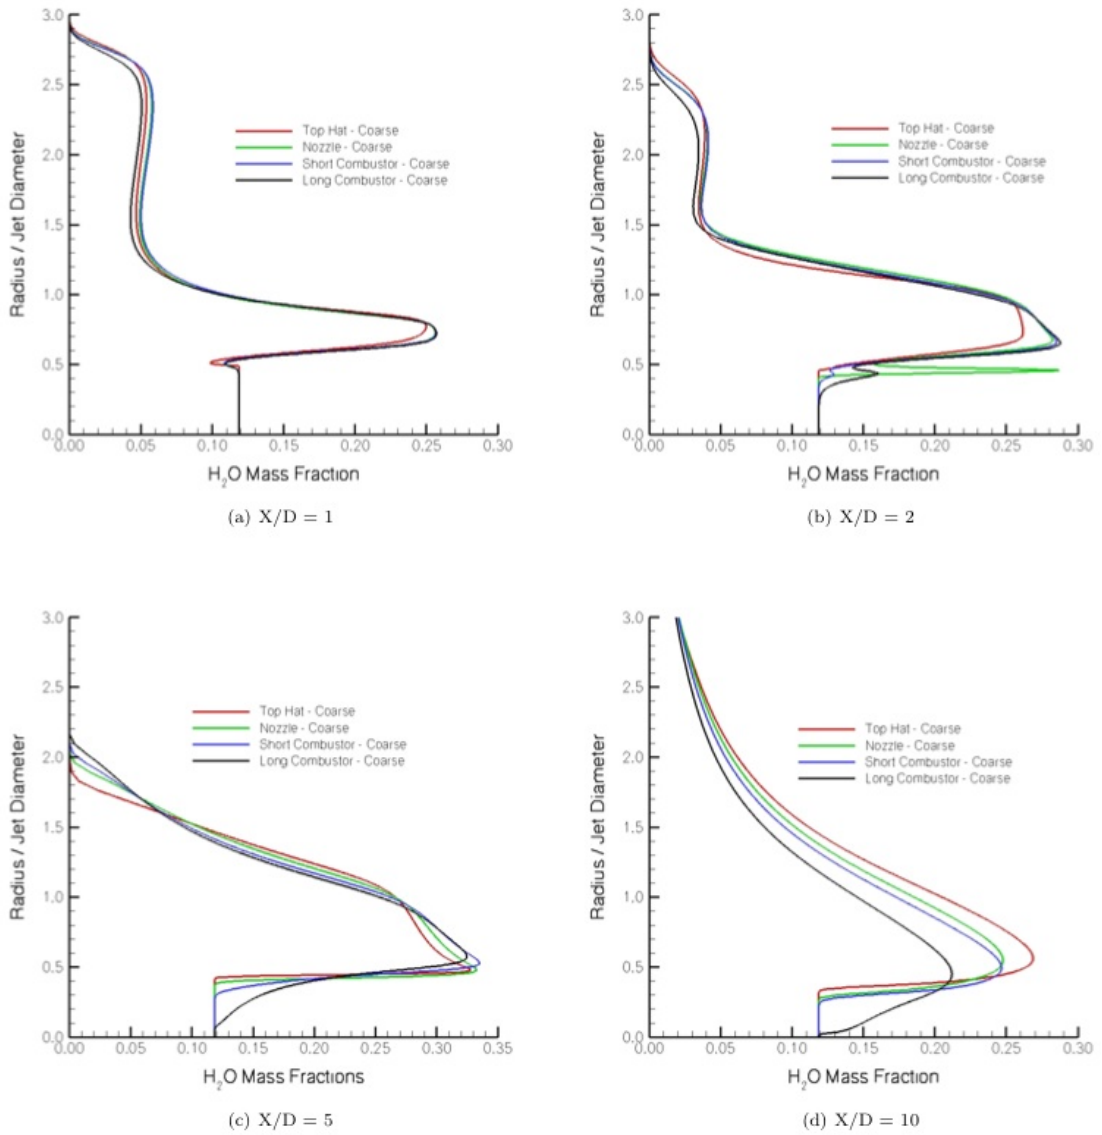 3.0
2.5
2.0
1.5
1.0
0.5
0.0
Radius / Jet Diameter
Top Hat - Coarse
Nozzle - Coarse
Short Combustor - Coarse
Long Combustor - Coarse
0.00 0.05 0.10 0.15 0.20 0.25 0.30
H2O Mass Fraction
(a) X/D = 1
3.0
2.5
2.0
1.5
1.0
0.5
0.0
Radius / Jet Diameter
Top Hat - Coarse
Nozzle - Coarse
Short Combustor - Coarse
Long Combustor - Coarse
0.00 0.05 0.10 0.15 0.20 0.25 0.30
H2O Mass Fraction
(b) X/D = 2
3.0
2.5
2.0
1.5
1.0
0.5
0.0
Radius / Jet Diameter
Top Hat - Coarse
Nozzle - Coarse
Short Combustor - Coarse
Long Combustor - Coarse
0.00 0.05 0.10 0.15 0.20 0.25 0.30 0.35
H2O Mass Fractions
(c) X/D = 5
3.0
2.5
2.0
1.5
1.0
0.5
0.0
Radius / Jet Diameter
Top Hat - Coarse
Nozzle - Coarse
Short Combustor - Coarse
Long Combustor - Coarse
0.00 0.05 0.10 0.15 0.20 0.25 0.30
H2O Mass Fraction
(d) X/D = 10